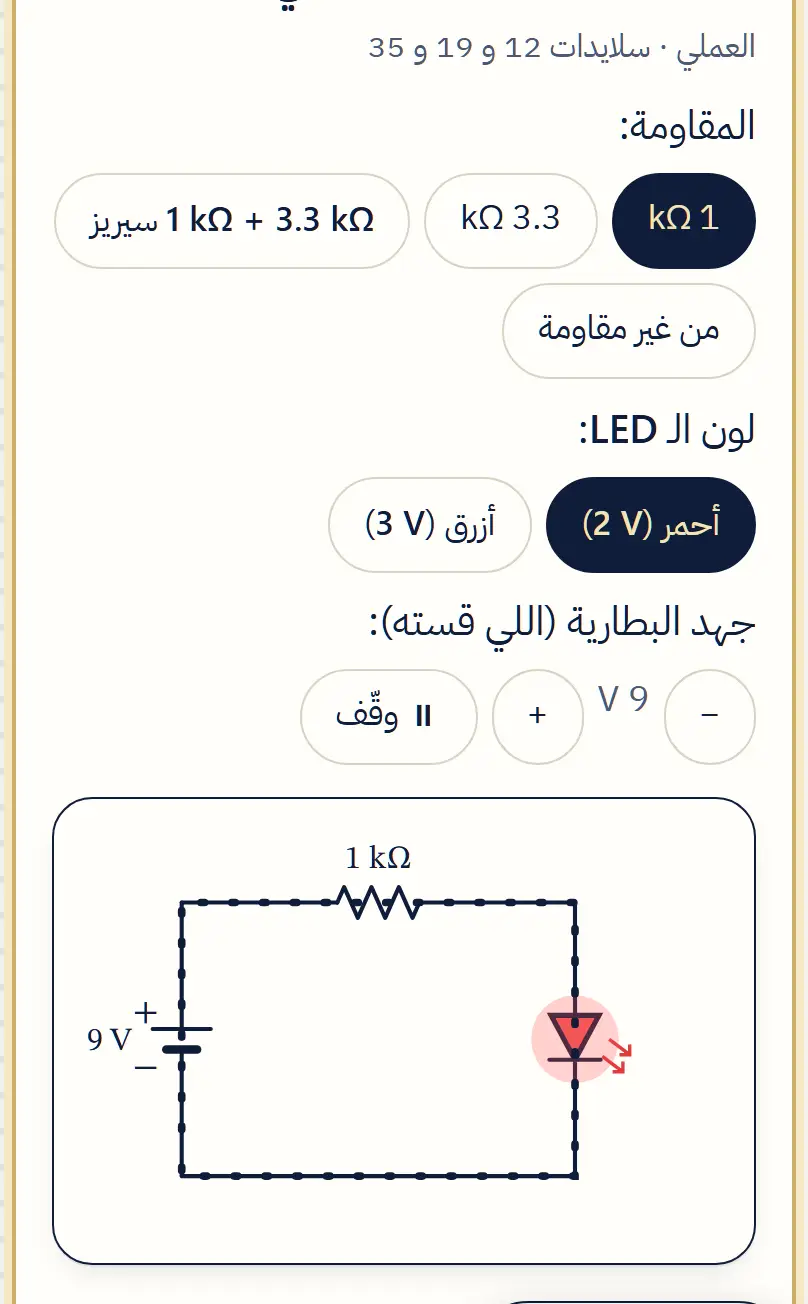 العملي · سلايدات 12 و 19 و 35
المقاومة:
kΩ 1
kΩ 3.3
1 kΩ + 3.3 kΩ سيريز
من غير مقاومة
لون الـ LED:
أحمر (2 V)
أزرق (3 V)
جهد البطارية (اللي قسته):
−
V 9
+
⏸ وقّف
1 kΩ
+
9 V
−